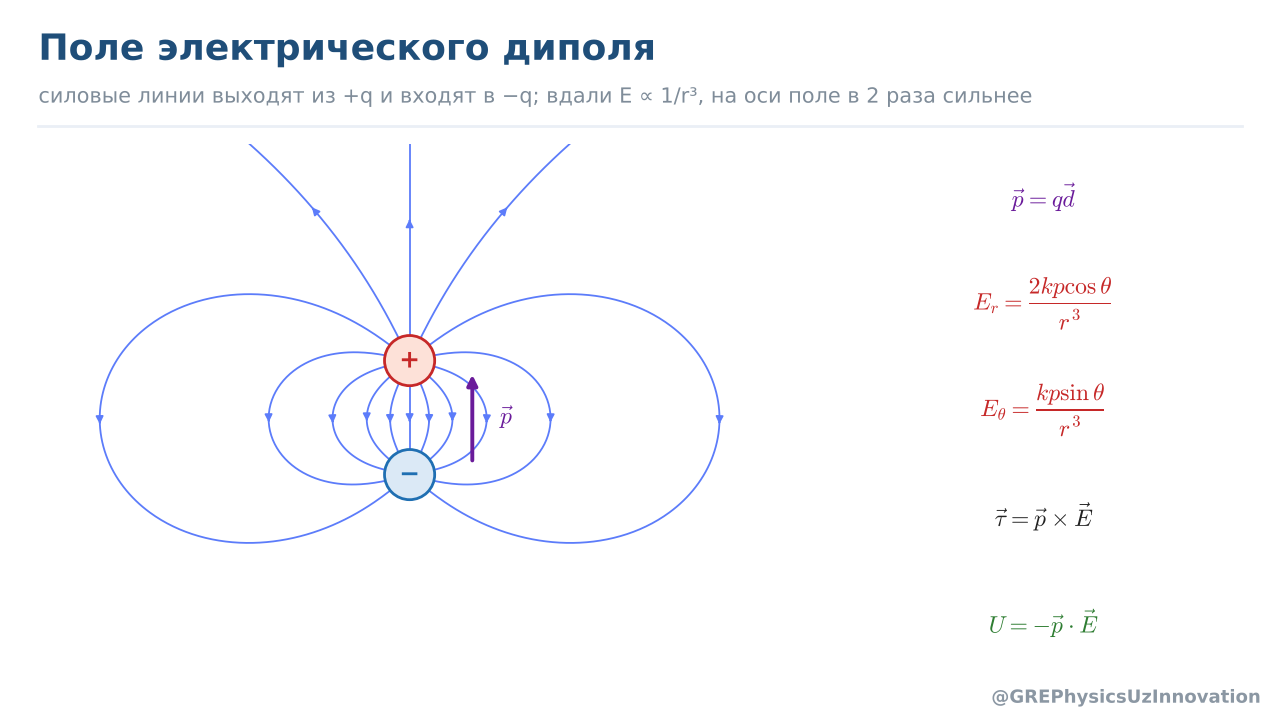 Поле электрического диполя
силовые линии выходят из +q и входят в −q; вдали E ∝ 1/r³, на оси поле в 2 раза сильнее
+
−
p⃗
p⃗ = qd⃗
E_r = 2kp cos θ / r³
E_θ = kp sin θ / r³
τ⃗ = p⃗ × E⃗
U = −p⃗ · E⃗
@GREPhysicsUzInnovation